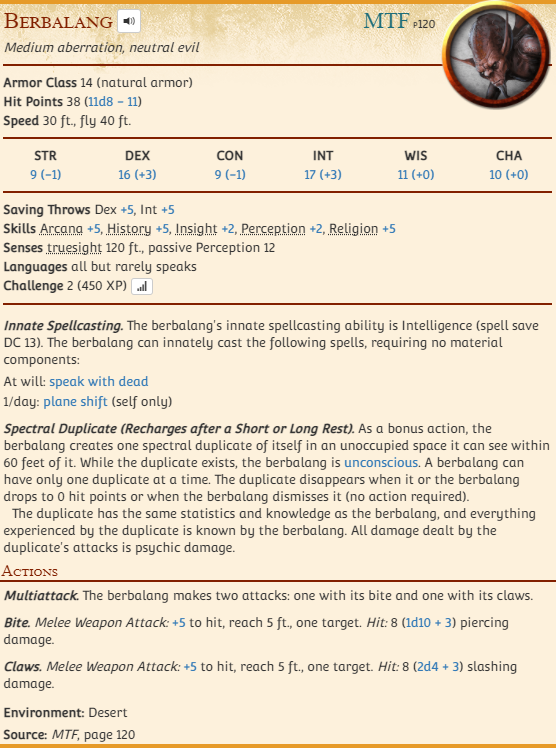 Berbalang MTF p120
Medium aberration, neutral evil
Armor Class 14 (natural armor)
Hit Points 38 (11d8 − 11)
Speed 30 ft., fly 40 ft.
STR DEX CON INT WIS CHA
9 (−1) 16 (+3) 9 (−1) 17 (+3) 11 (+0) 10 (+0)
Saving Throws Dex +5, Int +5
Skills Arcana +5, History +5, Insight +2, Perception +2, Religion +5
Senses truesight 120 ft., passive Perception 12
Languages all but rarely speaks
Challenge 2 (450 XP)
Innate Spellcasting. The berbalang's innate spellcasting ability is Intelligence (spell save
DC 13). The berbalang can innately cast the following spells, requiring no material
components:
At will: speak with dead
1/day: plane shift (self only)
Spectral Duplicate (Recharges after a Short or Long Rest). As a bonus action, the
berbalang creates one spectral duplicate of itself in an unoccupied space it can see within
60 feet of it. While the duplicate exists, the berbalang is unconscious. A berbalang can
have only one duplicate at a time. The duplicate disappears when it or the berbalang
drops to 0 hit points or when the berbalang dismisses it (no action required).
The duplicate has the same statistics and knowledge as the berbalang, and everything
experienced by the duplicate is known by the berbalang. All damage dealt by the
duplicate's attacks is psychic damage.
Actions
Multiattack. The berbalang makes two attacks: one with its bite and one with its claws.
Bite. Melee Weapon Attack: +5 to hit, reach 5 ft., one target. Hit: 8 (1d10 + 3) piercing
damage.
Claws. Melee Weapon Attack: +5 to hit, reach 5 ft., one target. Hit: 8 (2d4 + 3) slashing
damage.
Environment: Desert
Source: MTF, page 120